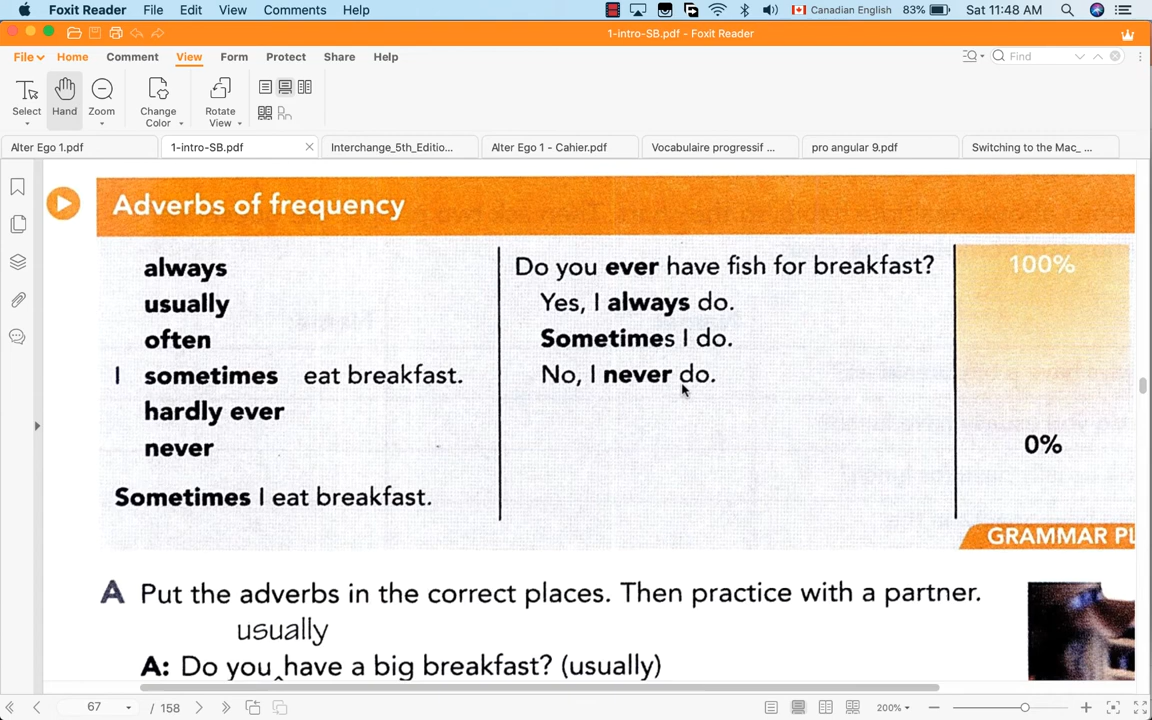 Foxit Reader File Edit View Comments Help Canadian English 83% Sat 11:48 AM
1-intro-SB.pdf - Foxit Reader
File Home Comment View Form Protect Share Help Find
Select Hand Zoom Change Color Rotate View
Alter Ego 1.pdf 1-intro-SB.pdf Interchange_5th_Editio... Alter Ego 1 - Cahier.pdf Vocabulaire progressif ... pro angular 9.pdf Switching to the Mac_ ...
Adverbs of frequency
always
usually
often
I sometimes eat breakfast.
hardly ever
never
Sometimes I eat breakfast.
Do you ever have fish for breakfast?
Yes, I always do.
Sometimes I do.
No, I never do.
100%
0%
GRAMMAR PL
A Put the adverbs in the correct places. Then practice with a partner.
usually
A: Do you ‸have a big breakfast? (usually)
67 / 158 200%